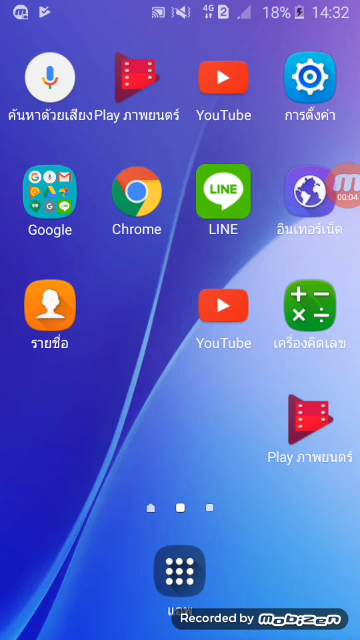 4G 2 18% 14:32
ค้นหาด้วยเสียง Play ภาพยนตร์ YouTube การตั้งค่า
LINE
00:04
Google Chrome LINE อินเทอร์เน็ต
รายชื่อ YouTube เครื่องคิดเลข
Play ภาพยนตร์
แอพ
Recorded by mobizen